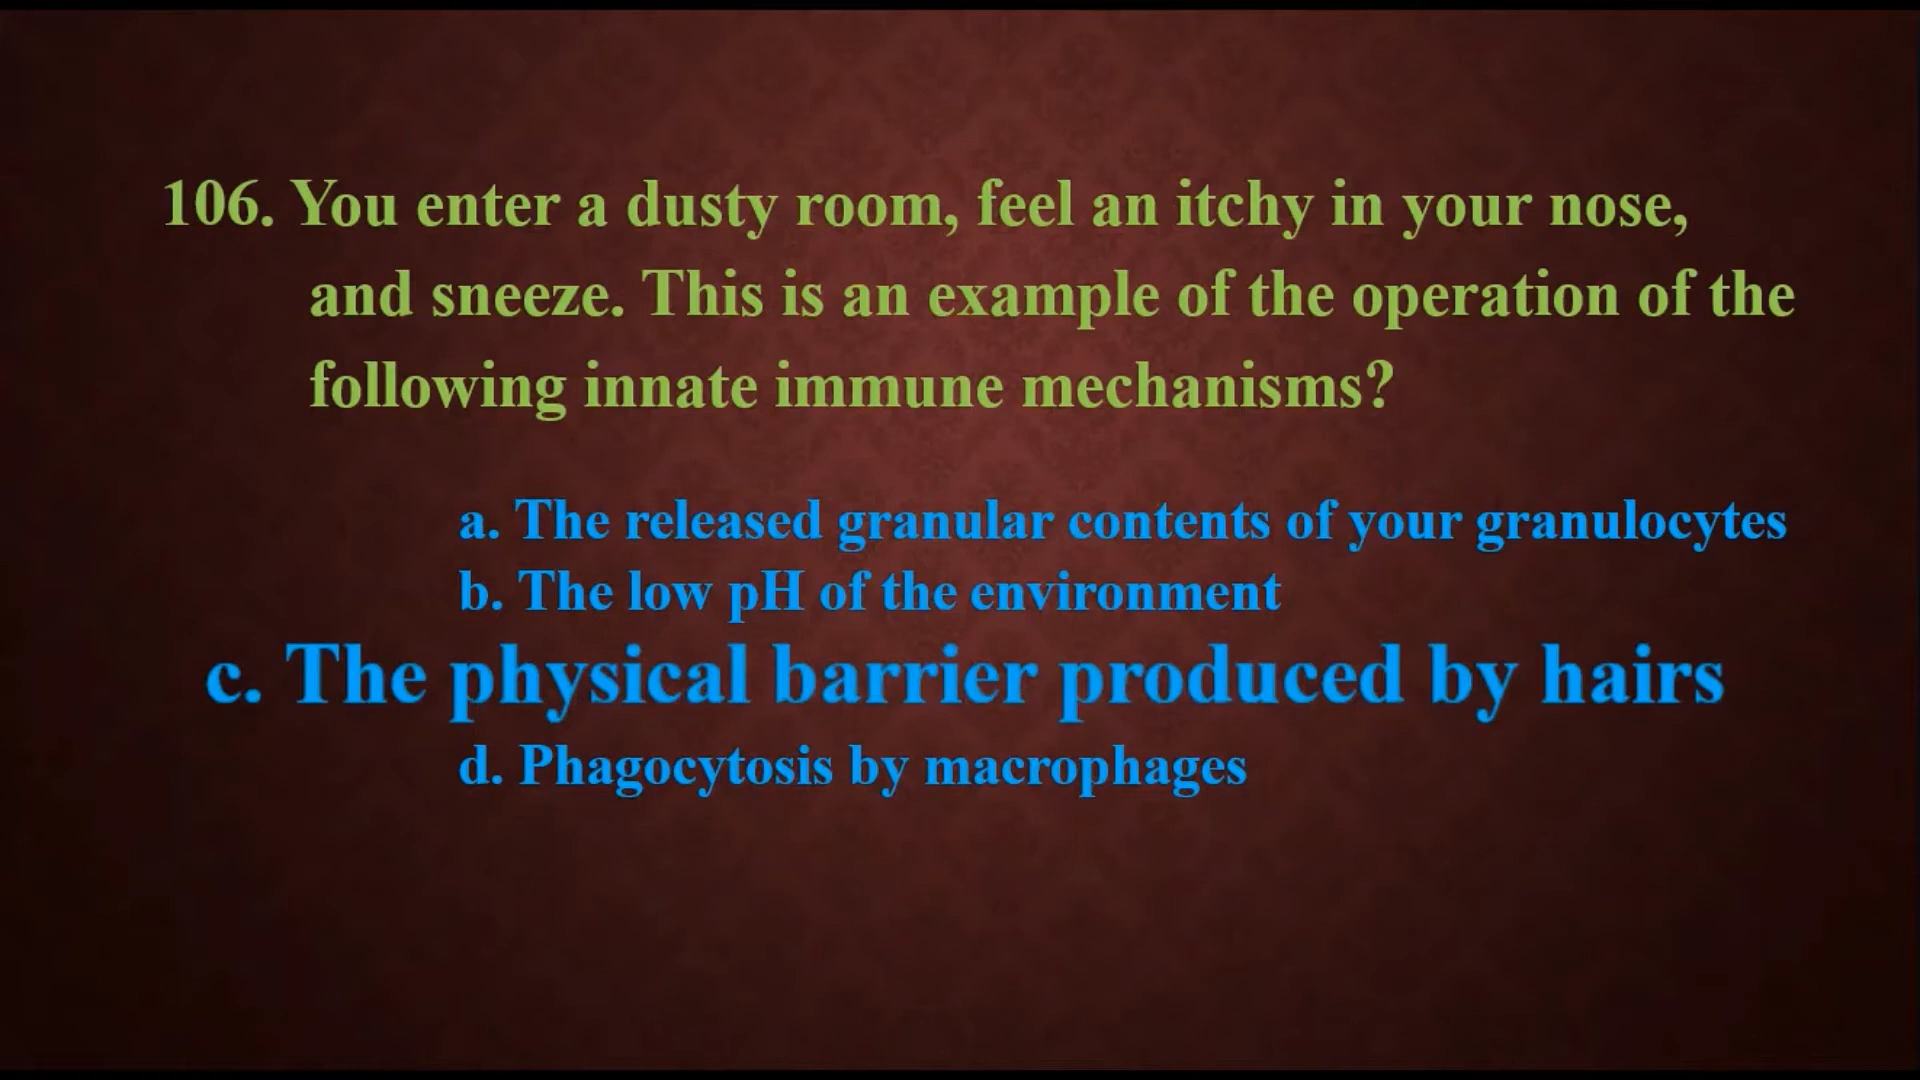 106. You enter a dusty room, feel an itchy in your nose,
and sneeze. This is an example of the operation of the
following innate immune mechanisms?
a. The released granular contents of your granulocytes
b. The low pH of the environment
c. The physical barrier produced by hairs
d. Phagocytosis by macrophages